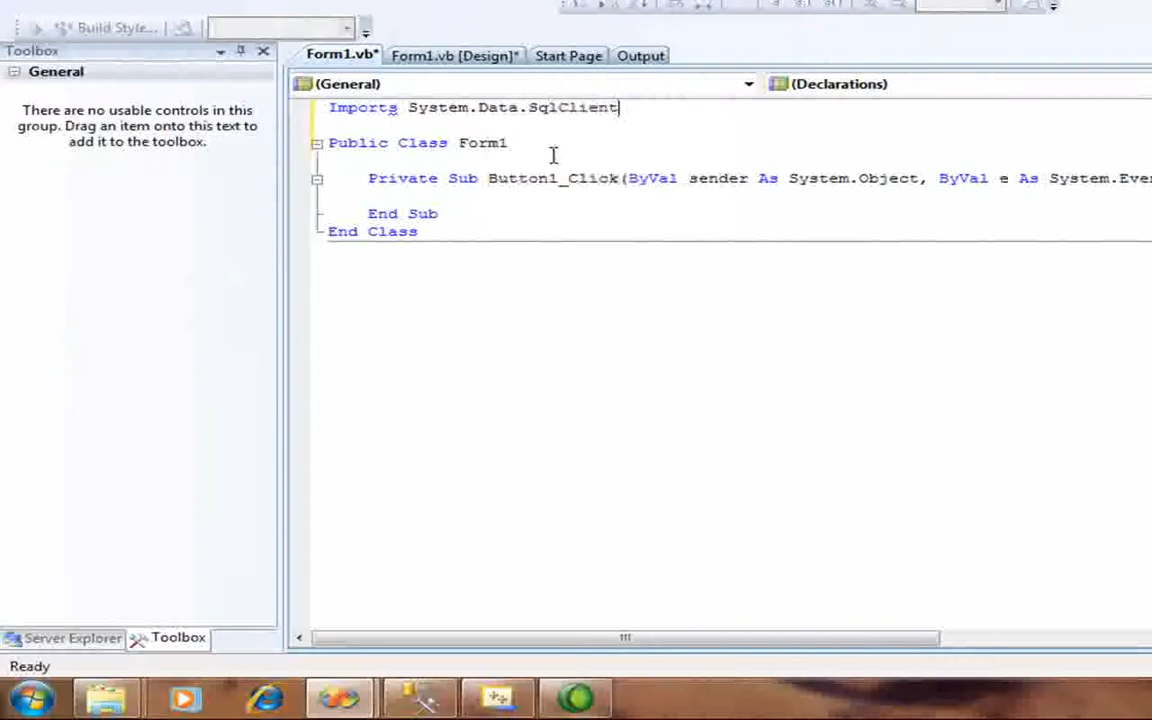 Build Style...
Toolbox
General
There are no usable controls in this
group. Drag an item onto this text to
add it to the toolbox.
Server Explorer Toolbox
Form1.vb* Form1.vb [Design]* Start Page Output
(General) (Declarations)
Imports System.Data.SqlClient
Public Class Form1
Private Sub Button1_Click(ByVal sender As System.Object, ByVal e As System.Eve
End Sub
End Class
Ready